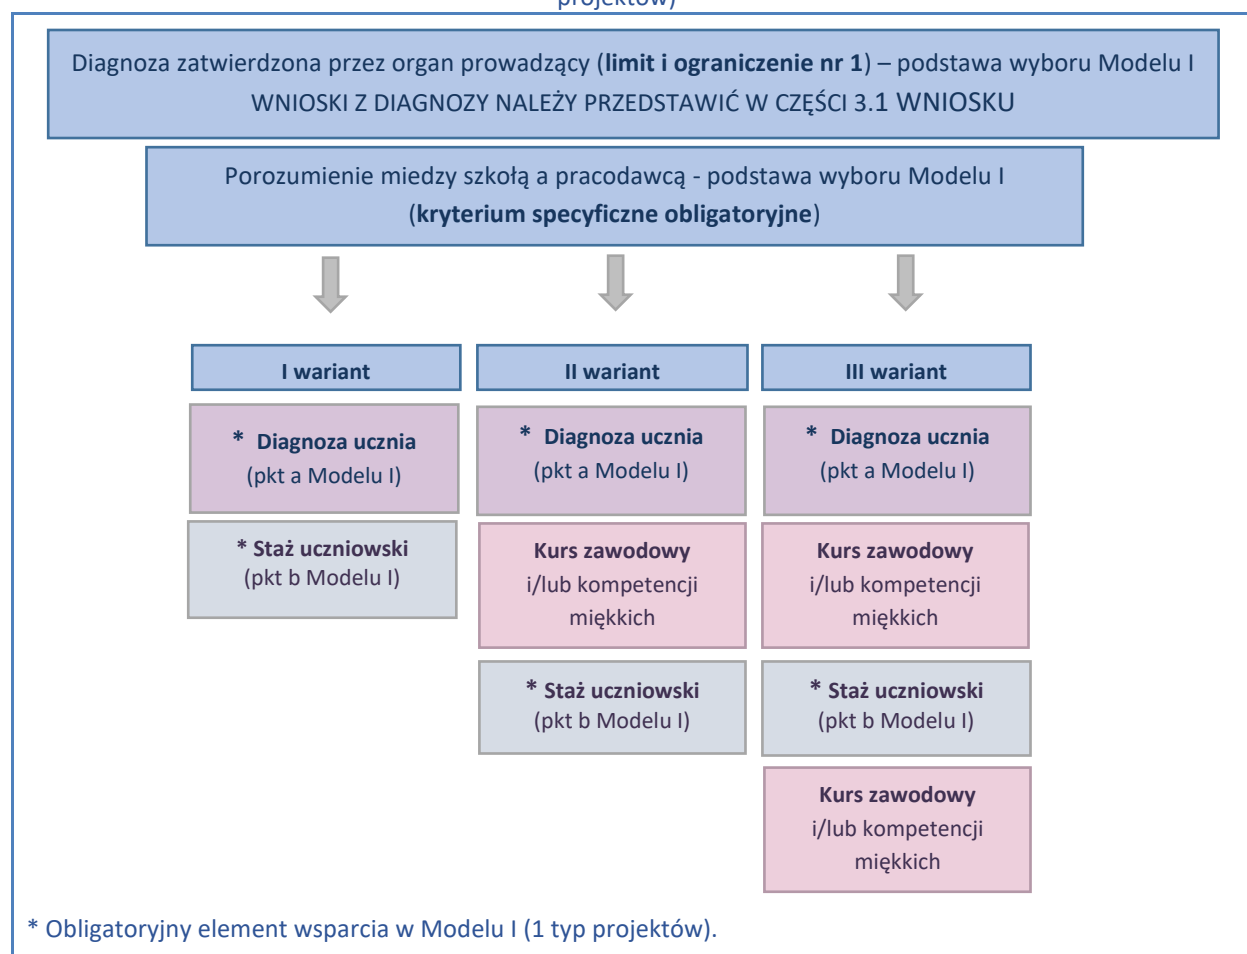 projektów)
Diagnoza zatwierdzona przez organ prowadzący (limit i ograniczenie nr 1) – podstawa wyboru Modelu I
WNIOSKI Z DIAGNOZY NALEŻY PRZEDSTAWIĆ W CZĘŚCI 3.1 WNIOSKU
Porozumienie miedzy szkołą a pracodawcą - podstawa wyboru Modelu I
(kryterium specyficzne obligatoryjne)
I wariant
* Diagnoza ucznia
(pkt a Modelu I)
* Staż uczniowski
(pkt b Modelu I)
II wariant
* Diagnoza ucznia
(pkt a Modelu I)
Kurs zawodowy
i/lub kompetencji
miękkich
* Staż uczniowski
(pkt b Modelu I)
III wariant
* Diagnoza ucznia
(pkt a Modelu I)
Kurs zawodowy
i/lub kompetencji
miękkich
* Staż uczniowski
(pkt b Modelu I)
Kurs zawodowy
i/lub kompetencji
miękkich
* Obligatoryjny element wsparcia w Modelu I (1 typ projektów).